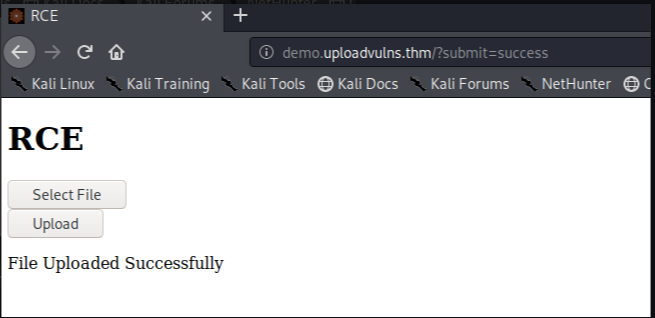 RCE
demo.uploadvulns.thm/?submit=success
Kali Linux Kali Training Kali Tools Kali Docs Kali Forums NetHunter
RCE
Select File
Upload
File Uploaded Successfully